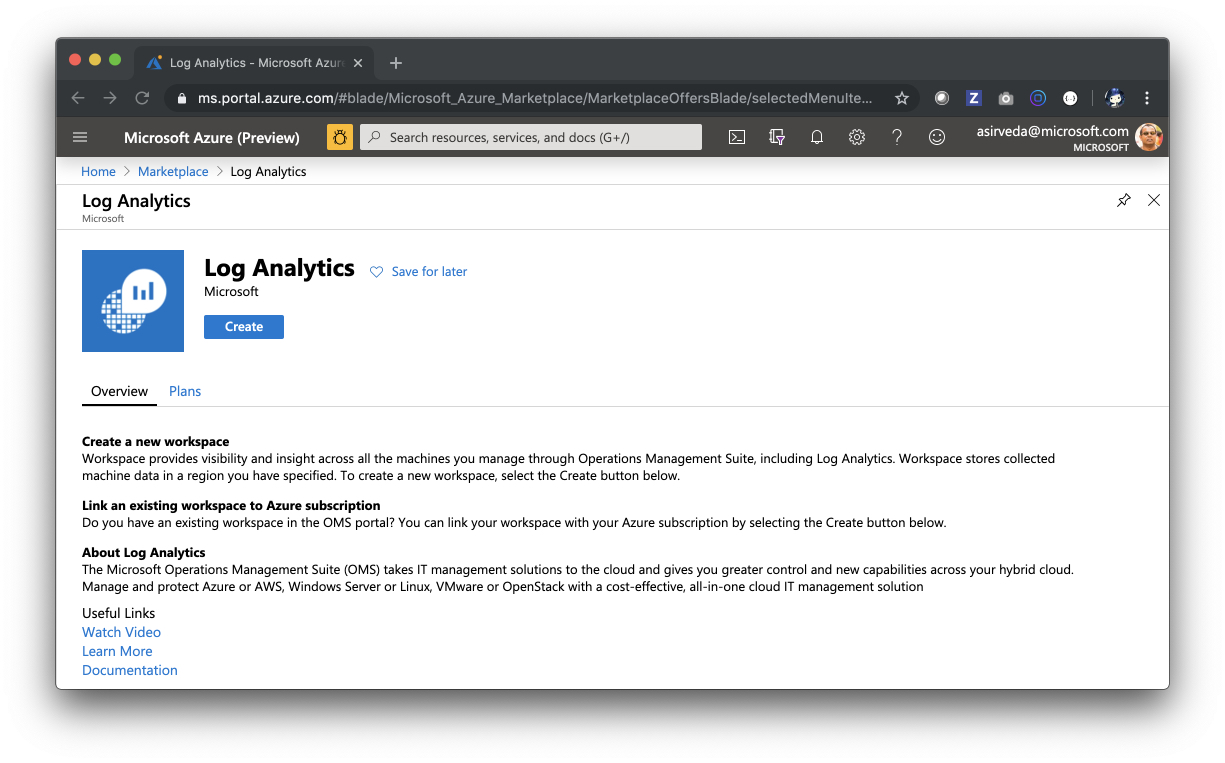 Log Analytics - Microsoft Azure
ms.portal.azure.com/#blade/Microsoft_Azure_Marketplace/MarketplaceOffersBlade/selectedMenuIte...
Microsoft Azure (Preview)
Search resources, services, and docs (G+/)
asirveda@microsoft.com
MICROSOFT
Home > Marketplace > Log Analytics
Log Analytics
Microsoft
Log Analytics
Save for later
Microsoft
Create
Overview Plans
Create a new workspace
Workspace provides visibility and insight across all the machines you manage through Operations Management Suite, including Log Analytics. Workspace stores collected
machine data in a region you have specified. To create a new workspace, select the Create button below.
Link an existing workspace to Azure subscription
Do you have an existing workspace in the OMS portal? You can link your workspace with your Azure subscription by selecting the Create button below.
About Log Analytics
The Microsoft Operations Management Suite (OMS) takes IT management solutions to the cloud and gives you greater control and new capabilities across your hybrid cloud.
Manage and protect Azure or AWS, Windows Server or Linux, VMware or OpenStack with a cost-effective, all-in-one cloud IT management solution
Useful Links
Watch Video
Learn More
Documentation